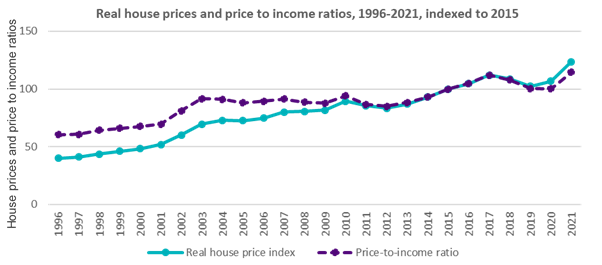 Real house prices and price to income ratios, 1996-2021, indexed to 2015
House prices and price to income ratios
150
100
50
0
1996 1997 1998 1999 2000 2001 2002 2003 2004 2005 2006 2007 2008 2009 2010 2011 2012 2013 2014 2015 2016 2017 2018 2019 2020 2021
Real house price index Price-to-income ratio